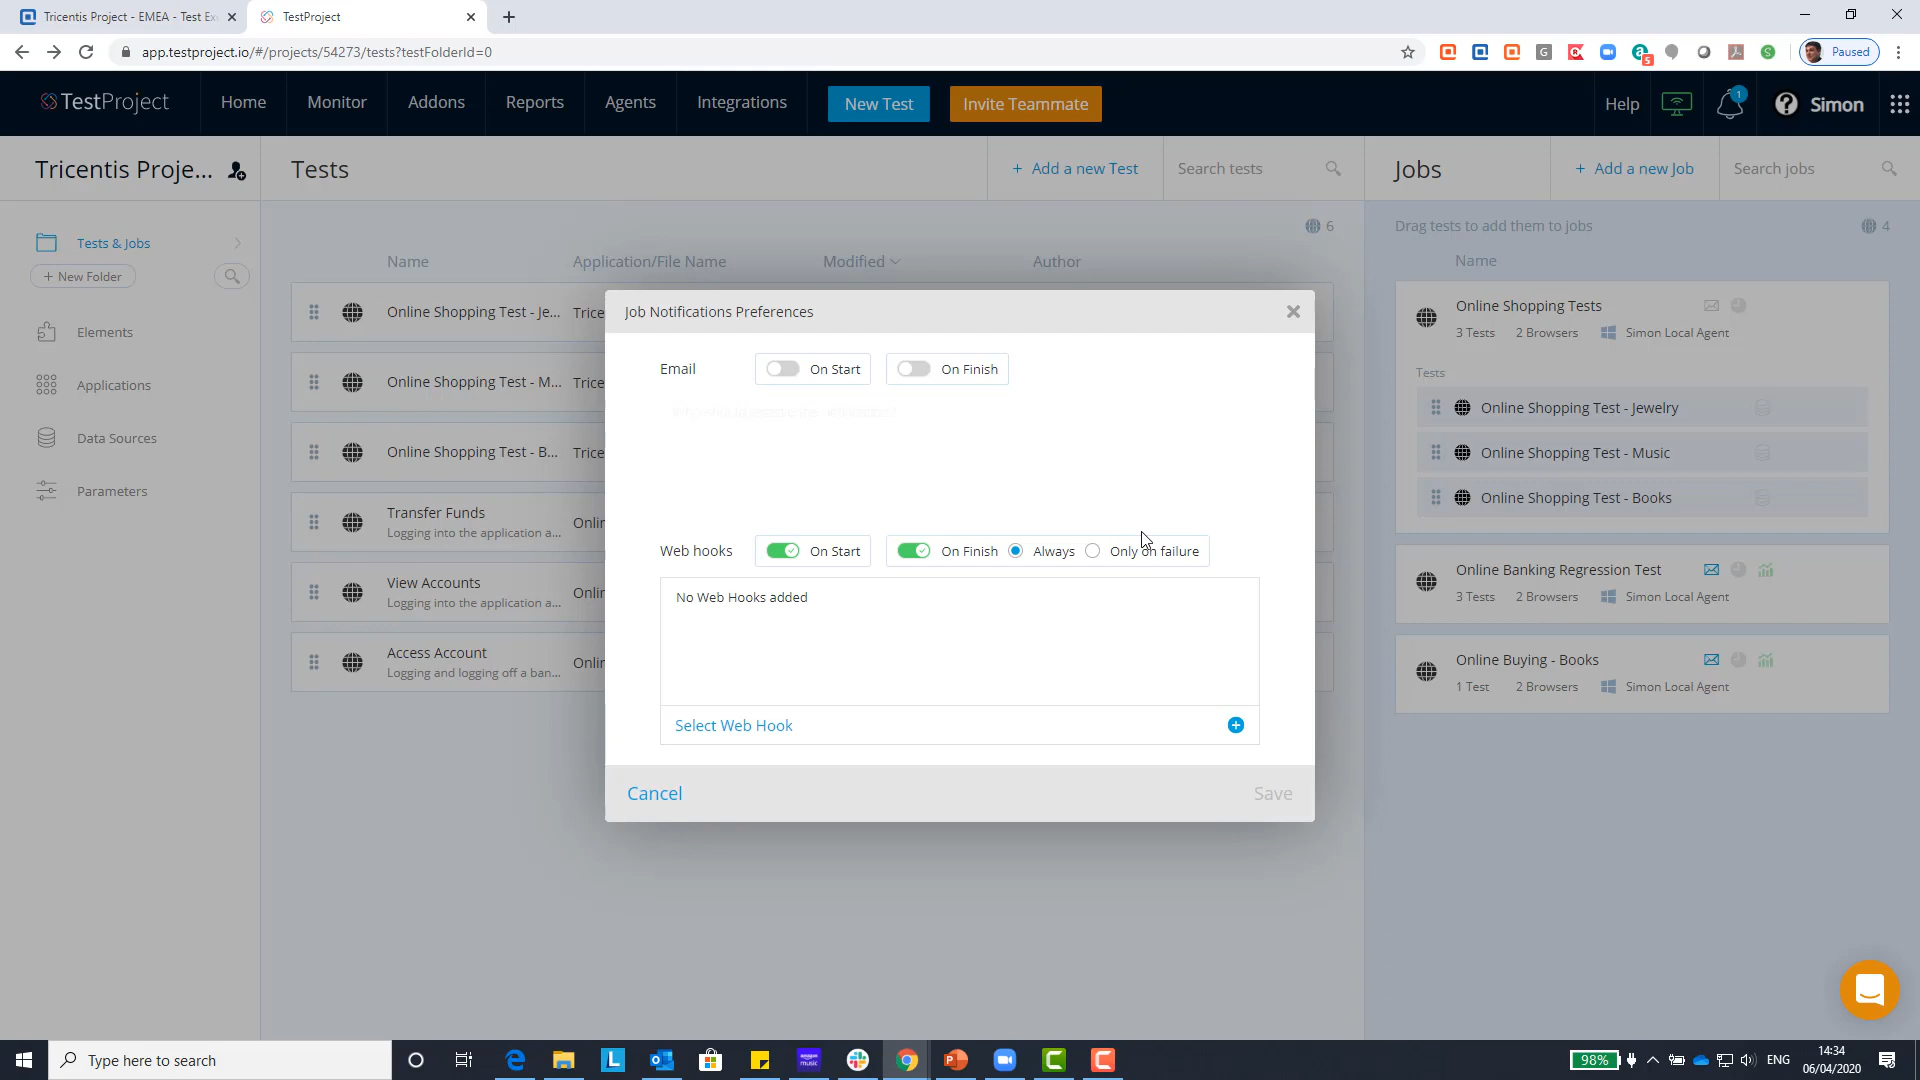 Tricentis Project - EMEA - Test Ex
TestProject
app.testproject.io/#/projects/54273/tests?testFolderId=0
5
Paused
TestProject
Home
Monitor
Addons
Reports
Agents
Integrations
New Test
Invite Teammate
Help
1
Simon
Tricentis Proje...
Tests
+ Add a new Test
Search tests
Jobs
+ Add a new Job
Search jobs
Tests & Jobs
+ New Folder
Elements
Applications
Data Sources
Parameters
6
Name
Application/File Name
Modified
Author
Online Shopping Test - Je...
Trice
Online Shopping Test - M...
Trice
Online Shopping Test - B...
Trice
Transfer Funds
Logging into the application a...
Onlin
View Accounts
Logging into the application a...
Onlin
Access Account
Logging and logging off a ban...
Onlin
Job Notifications Preferences
Email
On Start
On Finish
Web hooks
On Start
On Finish
Always
Only on failure
No Web Hooks added
Select Web Hook
Cancel
Save
Drag tests to add them to jobs
4
Name
Online Shopping Tests
3 Tests
2 Browsers
Simon Local Agent
Tests
Online Shopping Test - Jewelry
Online Shopping Test - Music
Online Shopping Test - Books
Online Banking Regression Test
3 Tests
2 Browsers
Simon Local Agent
Online Buying - Books
1 Test
2 Browsers
Simon Local Agent
Type here to search
amazon music
98%
ENG
14:34
06/04/2020